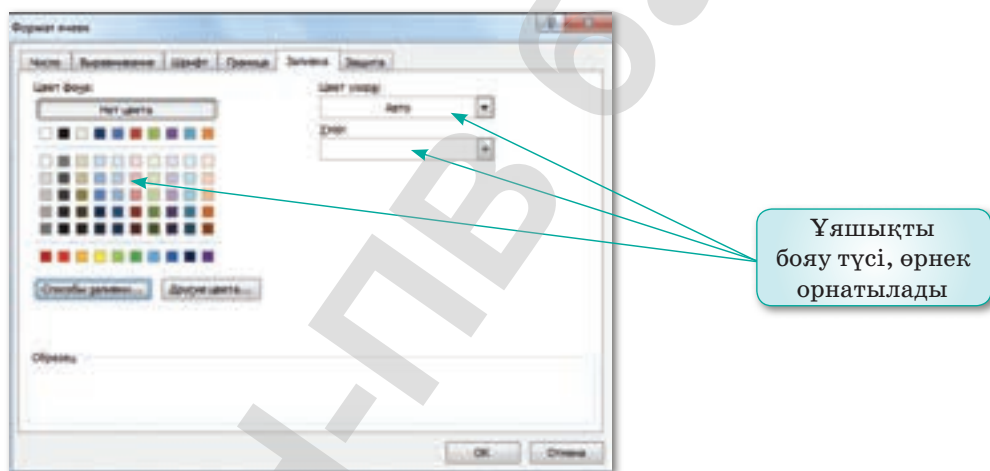 Формат ячеек
Число Выравнивание Шрифт Граница Заливка Защита
Цвет фона:
Нет цвета
Цвет узора:
Авто
Узор:
Способы заливки... Другие цвета...
Образец
ОК Отмена
Ұяшықты
бояу түсі, өрнек
орнатылады